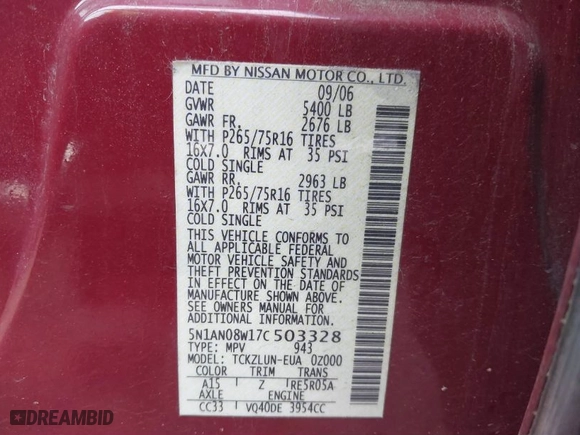 MFD BY NISSAN MOTOR CO., LTD.
DATE 09/06
GVWR 5400 LB
GAWR FR. 2676 LB
WITH P265/75R16 TIRES
16X7.0 RIMS AT 35 PSI
COLD SINGLE
GAWR RR. 2963 LB
WITH P265/75R16 TIRES
16X7.0 RIMS AT 35 PSI
COLD SINGLE
THIS VEHICLE CONFORMS TO
ALL APPLICABLE FEDERAL
MOTOR VEHICLE SAFETY AND
THEFT PREVENTION STANDARDS
IN EFFECT ON THE DATE OF
MANUFACTURE SHOWN ABOVE.
SEE OWNERS MANUAL FOR
ADDITIONAL INFORMATION
5N1AN08W17C503328
TYPE: MPV 943
MODEL: TCKZLUN-EUA 0Z000
COLOR TRIM TRANS
A15 Z RE5R05A
AXLE ENGINE
CC33 VQ40DE 3954CC
DREAMBID